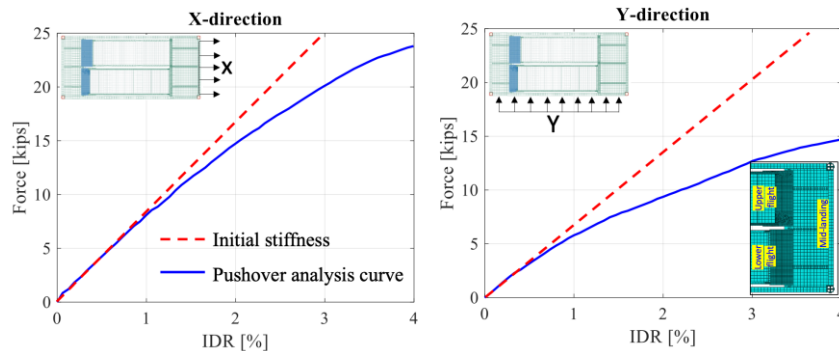 X-direction
25
20
15
10
5
0
Force [kips]
X
Initial stiffness
Pushover analysis curve
0 1 2 3 4
IDR [%]
Y-direction
25
20
15
10
5
0
Force [kips]
Y
Upper
flight
Lower
flight
Mid-landing
0 1 2 3 4
IDR [%]